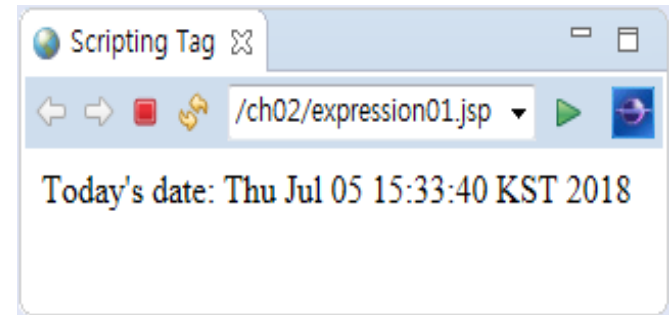 Scripting Tag
/ch02/expression01.jsp
Today's date: Thu Jul 05 15:33:40 KST 2018